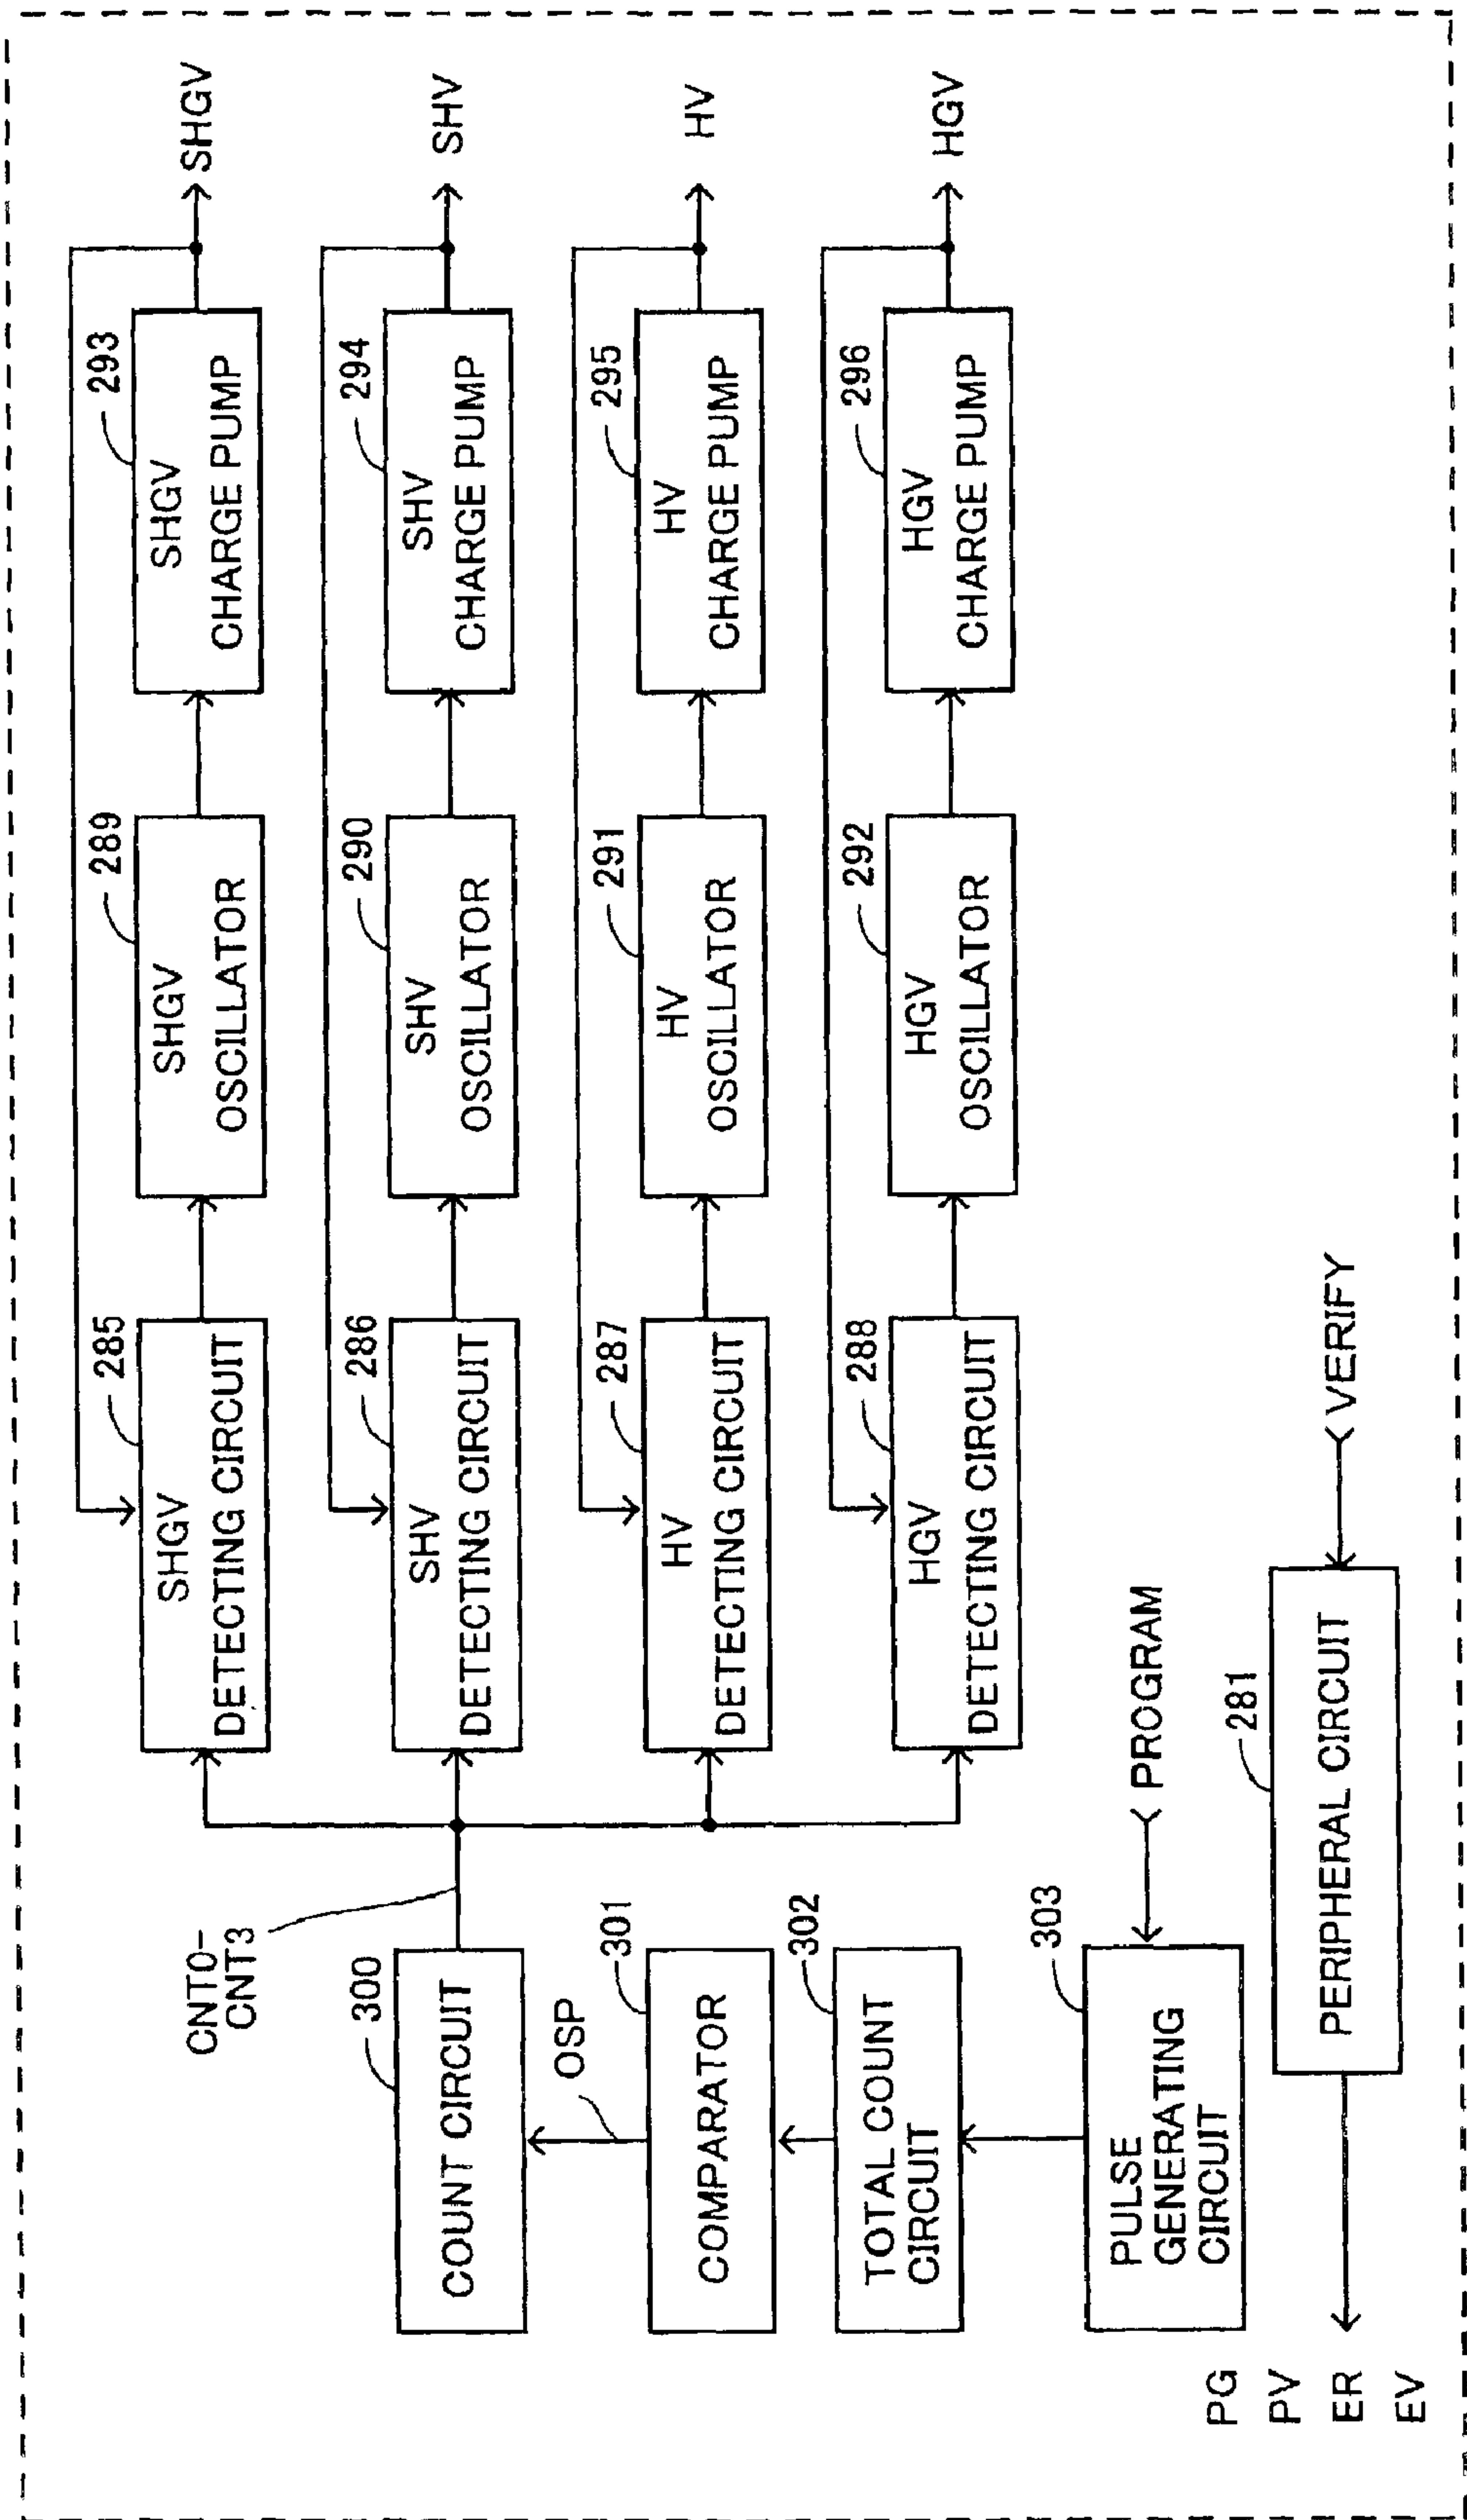 CNT0-
CNT3
300
COUNT CIRCUIT
OSP
301
COMPARATOR
302
TOTAL COUNT
CIRCUIT
303
PULSE
GENERATING
CIRCUIT
PROGRAM
285
SHGV
DETECTING CIRCUIT
289
SHGV
OSCILLATOR
293
SHGV
CHARGE PUMP
SHGV
286
SHV
DETECTING CIRCUIT
290
SHV
OSCILLATOR
294
SHV
CHARGE PUMP
SHV
287
HV
DETECTING CIRCUIT
291
HV
OSCILLATOR
295
HV
CHARGE PUMP
HV
288
HGV
DETECTING CIRCUIT
292
HGV
OSCILLATOR
296
HGV
CHARGE PUMP
HGV
PG
PV
ER
EV
281
PERIPHERAL CIRCUIT
VERIFY